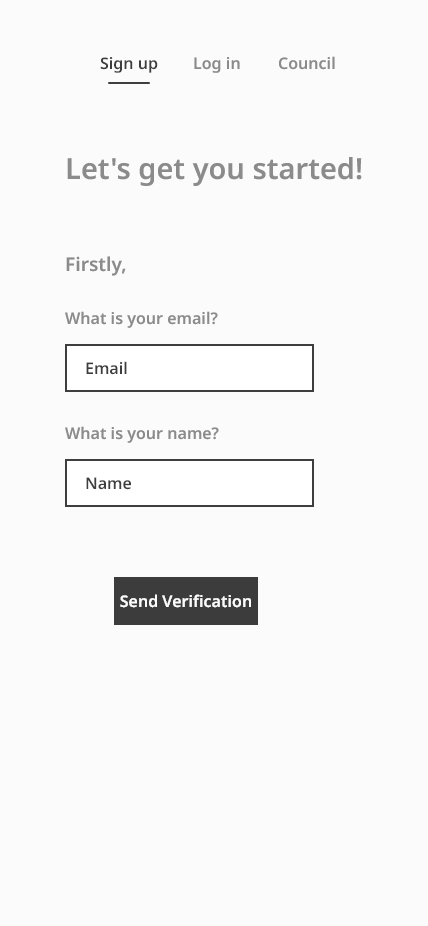 Sign up Log in Council
Let's get you started!
Firstly,
What is your email?
Email
What is your name?
Name
Send Verification